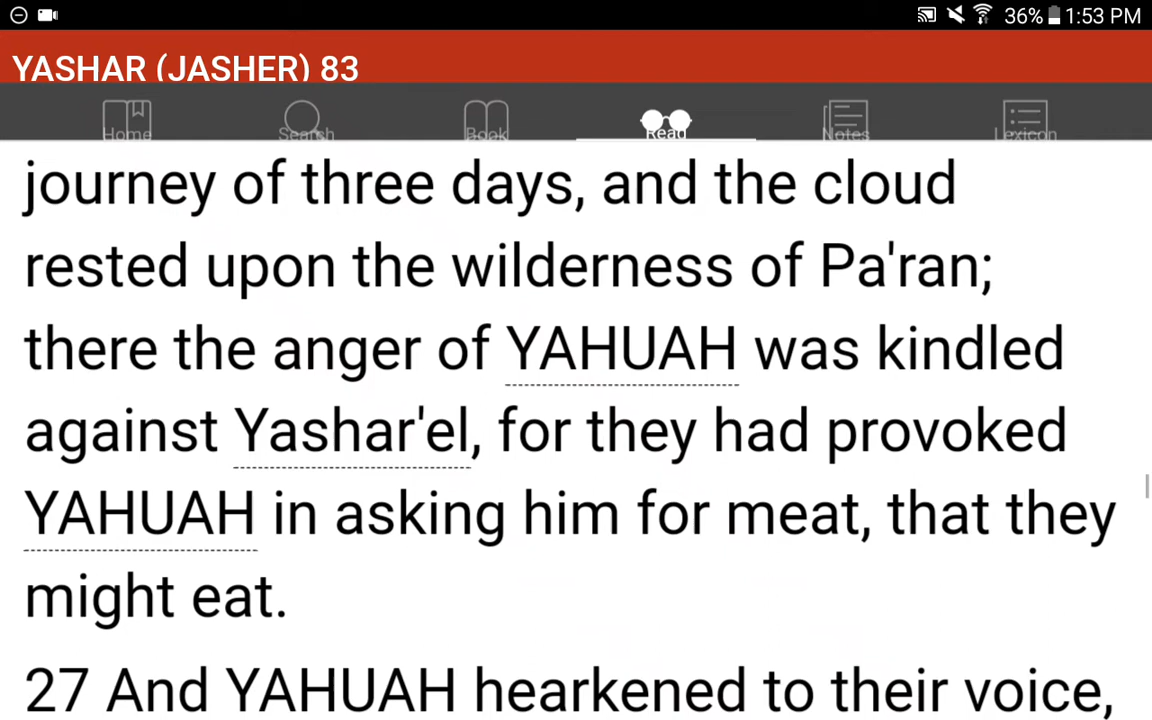 36% 1:53 PM
YASHAR (JASHER) 83
Home Search Book Read Notes Lexicon
journey of three days, and the cloud
rested upon the wilderness of Pa'ran;
there the anger of YAHUAH was kindled
against Yashar'el, for they had provoked
YAHUAH in asking him for meat, that they
might eat.
27 And YAHUAH hearkened to their voice,